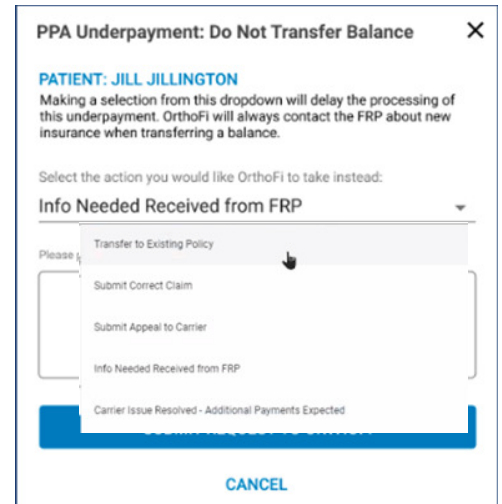 PPA Underpayment: Do Not Transfer Balance
PATIENT: JILL JILLINGTON
Making a selection from this dropdown will delay the processing of
this underpayment. OrthoFi will always contact the FRP about new
insurance when transferring a balance.
Select the action you would like OrthoFi to take instead:
Info Needed Received from FRP
Please
Transfer to Existing Policy
Submit Correct Claim
Submit Appeal to Carrier
Info Needed Received from FRP
Carrier Issue Resolved - Additional Payments Expected
CANCEL